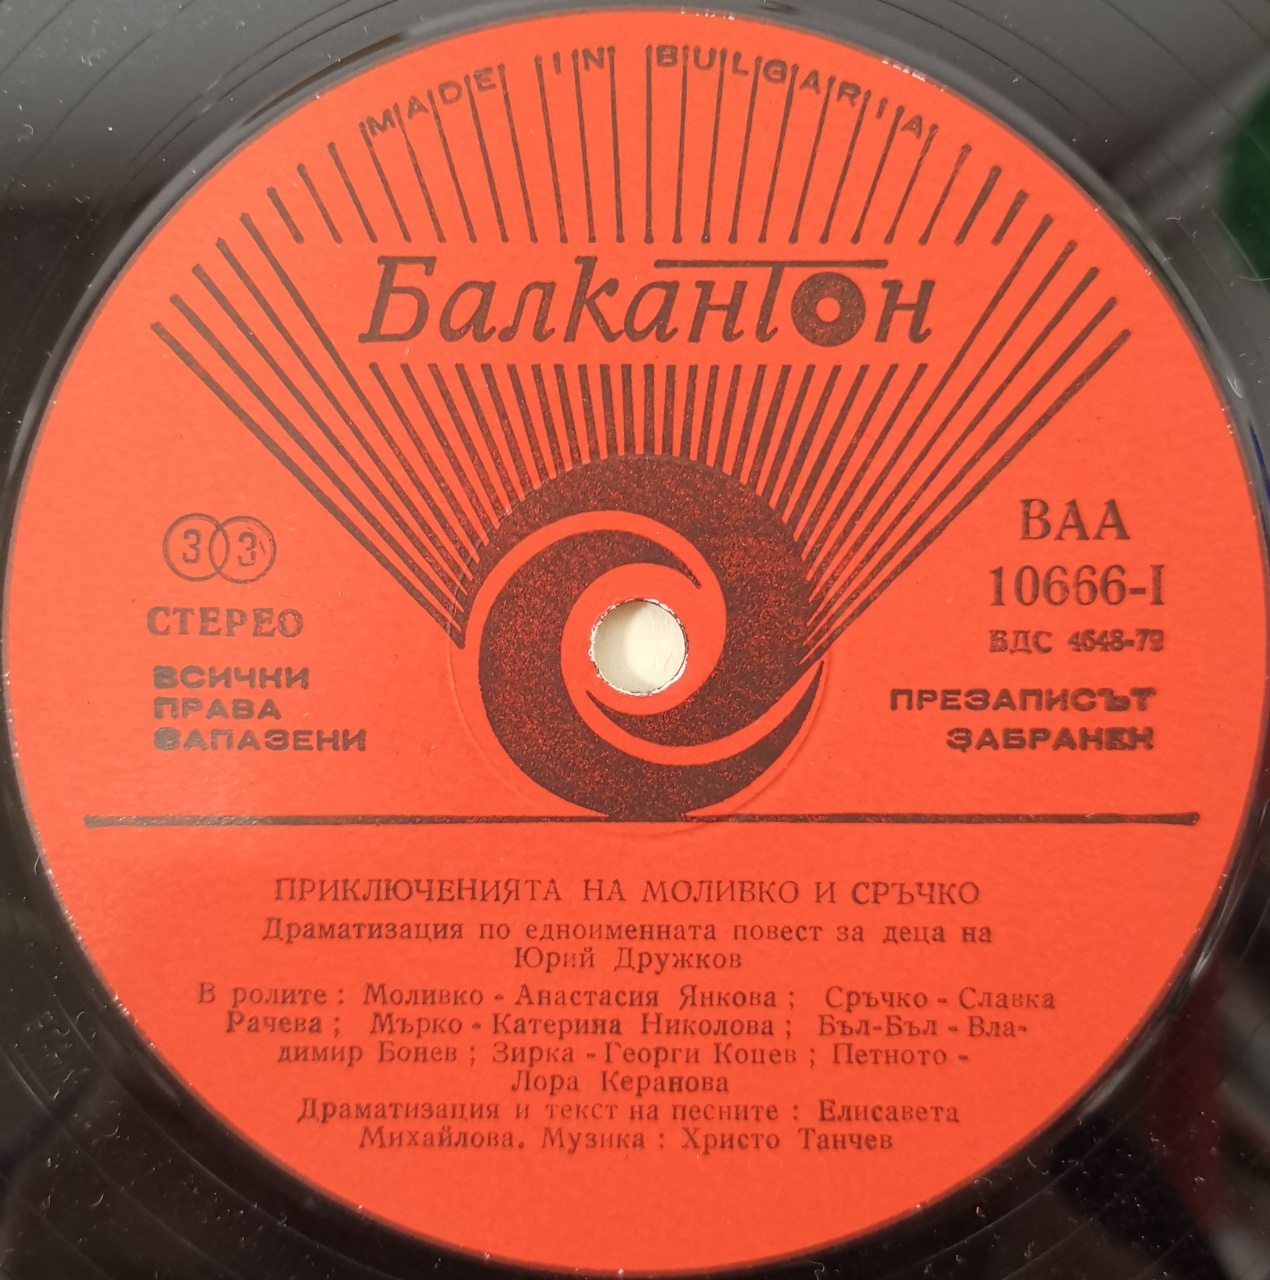 MADE IN BULGARIA
Балкантон
33
СТЕРЕО
ВСИЧКИ
ПРАВА
ЗАПАЗЕНИ
ВАА
10666-I
БДС 4648-79
ПРЕЗАПИСЪТ
ЗАБРАНЕН
ПРИКЛЮЧЕНИЯТА НА МОЛИВКО И СРЪЧКО
Драматизация по едноименната повест за деца на
Юрий Дружков
В ролите : Моливко - Анастасия Янкова ; Сръчко - Славка
Рачева ; Мърко - Катерина Николова ; Бъл-Бъл - Вла-
димир Бонев ; Зирка - Георги Коцев ; Петното -
Лора Керанова
Драматизация и текст на песните : Елисавета
Михайлова. Музика : Христо Танчев